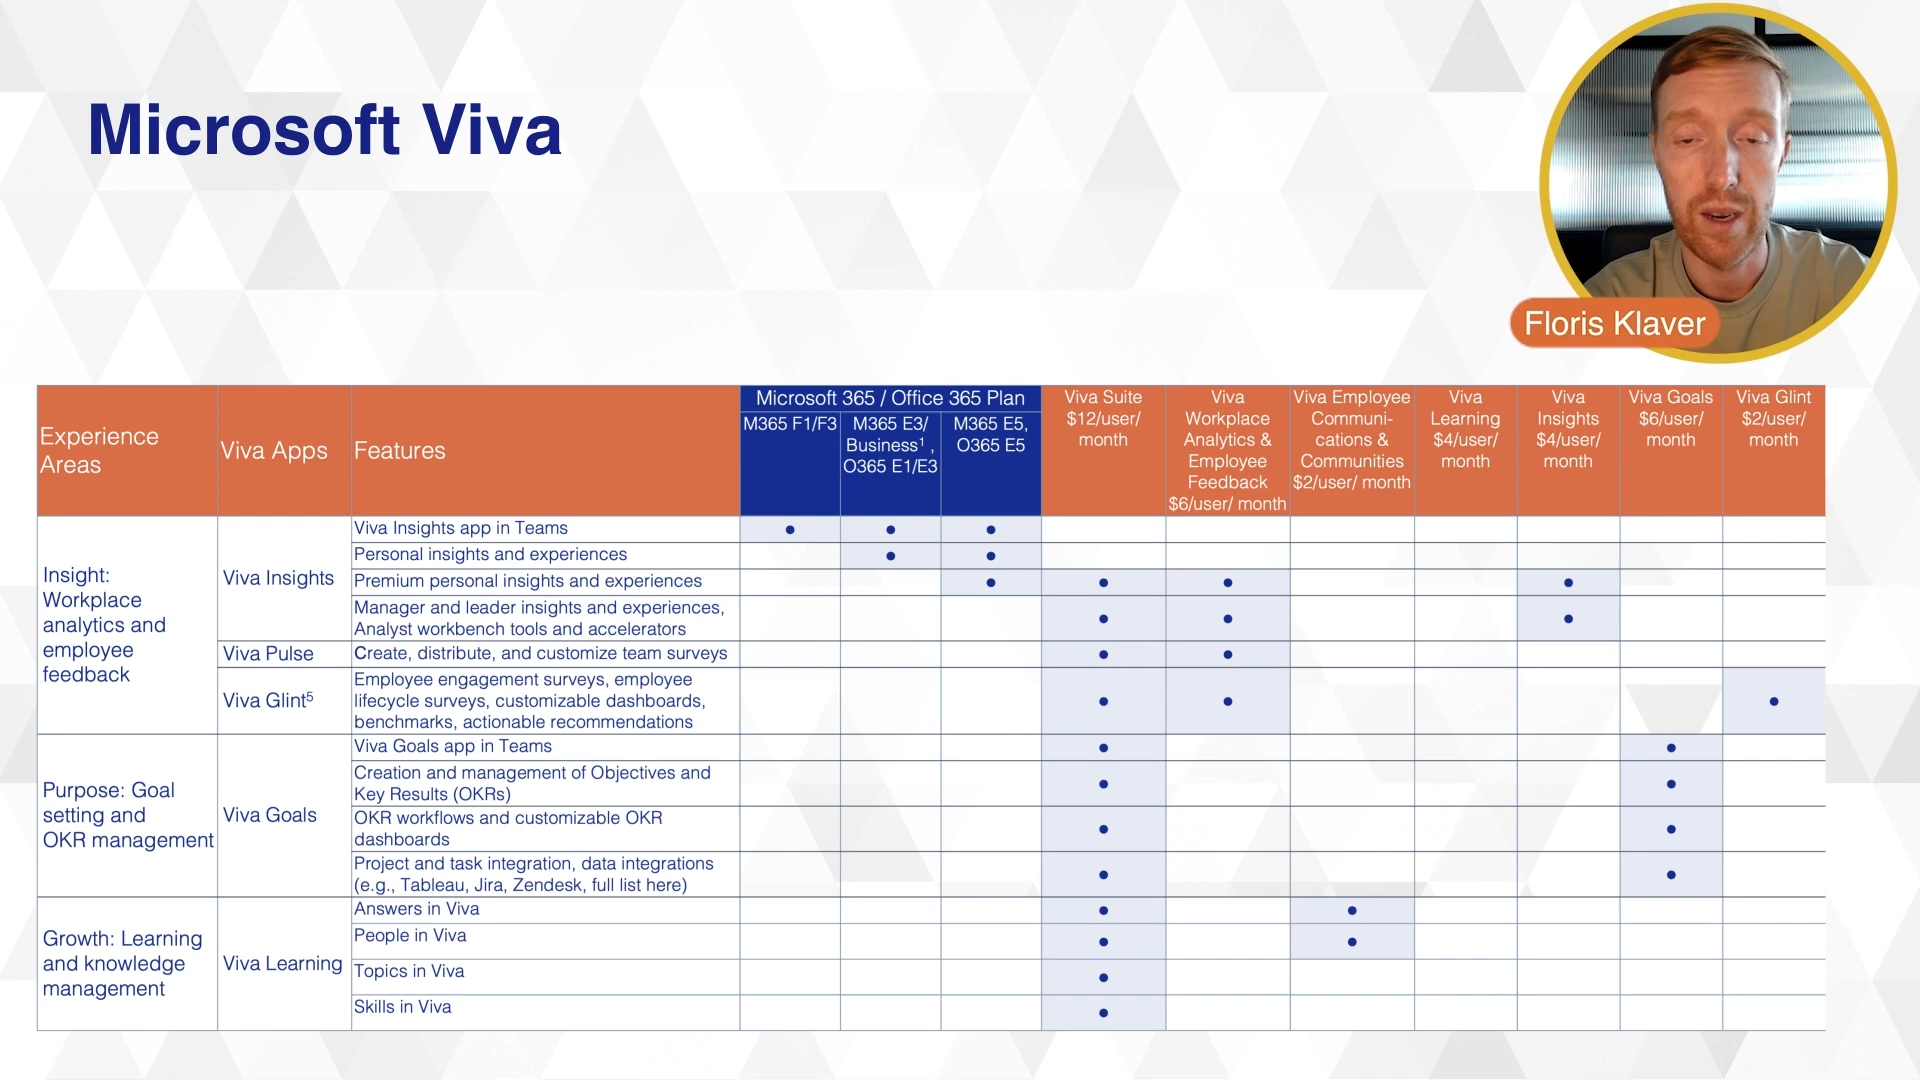 Microsoft Viva
Floris Klaver
Experience
Areas
Viva Apps
Features
Microsoft 365 / Office 365 Plan
M365 F1/F3
M365 E3/
Business¹ ,
O365 E1/E3
M365 E5,
O365 E5
Viva Suite
$12/user/
month
Viva
Workplace
Analytics &
Employee
Feedback
$6/user/ month
Viva Employee
Communi-
cations &
Communities
$2/user/ month
Viva
Learning
$4/user/
month
Viva
Insights
$4/user/
month
Viva Goals
$6/user/
month
Viva Glint
$2/user/
month
Insight:
Workplace
analytics and
employee
feedback
Viva Insights
Viva Insights app in Teams
Personal insights and experiences
Premium personal insights and experiences
Manager and leader insights and experiences,
Analyst workbench tools and accelerators
Viva Pulse
Create, distribute, and customize team surveys
Viva Glint⁵
Employee engagement surveys, employee
lifecycle surveys, customizable dashboards,
benchmarks, actionable recommendations
Purpose: Goal
setting and
OKR management
Viva Goals
Viva Goals app in Teams
Creation and management of Objectives and
Key Results (OKRs)
OKR workflows and customizable OKR
dashboards
Project and task integration, data integrations
(e.g., Tableau, Jira, Zendesk, full list here)
Growth: Learning
and knowledge
management
Viva Learning
Answers in Viva
People in Viva
Topics in Viva
Skills in Viva